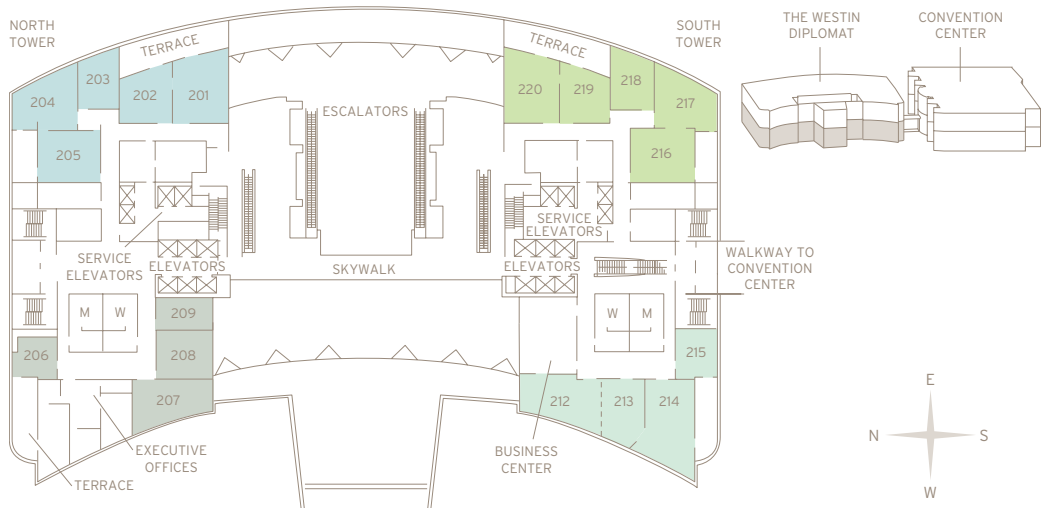 NORTH
TOWER
TERRACE
TERRACE
SOUTH
TOWER
THE WESTIN
DIPLOMAT
CONVENTION
CENTER
203
204
202
201
205
ESCALATORS
218
220
219
217
216
SERVICE
ELEVATORS
ELEVATORS
SKYWALK
SERVICE
ELEVATORS
ELEVATORS
WALKWAY TO
CONVENTION
CENTER
M
W
W
M
209
208
206
207
215
212
213
214
EXECUTIVE
OFFICES
TERRACE
BUSINESS
CENTER
E
N
S
W